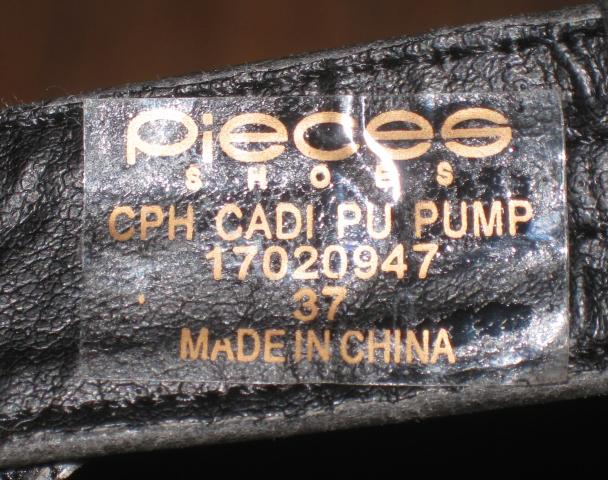 Pieces
SHOES
CPH CADI PU PUMP
17020947
37
MADE IN CHINA